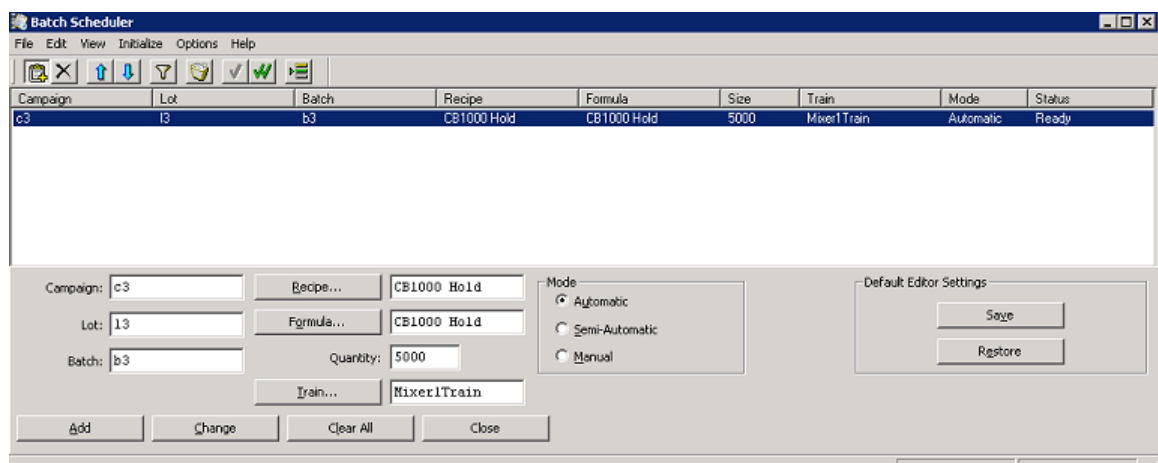 Batch Scheduler
File Edit View Initialize Options Help
Campaign Lot Batch Recipe Formula Size Train Mode Status
c3 l3 b3 CB1000 Hold CB1000 Hold 5000 Mixer1Train Automatic Ready
Campaign: c3 Recipe... CB1000 Hold Mode Default Editor Settings
Automatic
Lot: l3 Formula... CB1000 Hold Semi-Automatic Save
Batch: b3 Quantity: 5000 Manual Restore
Train... Mixer1Train
Add Change Clear All Close